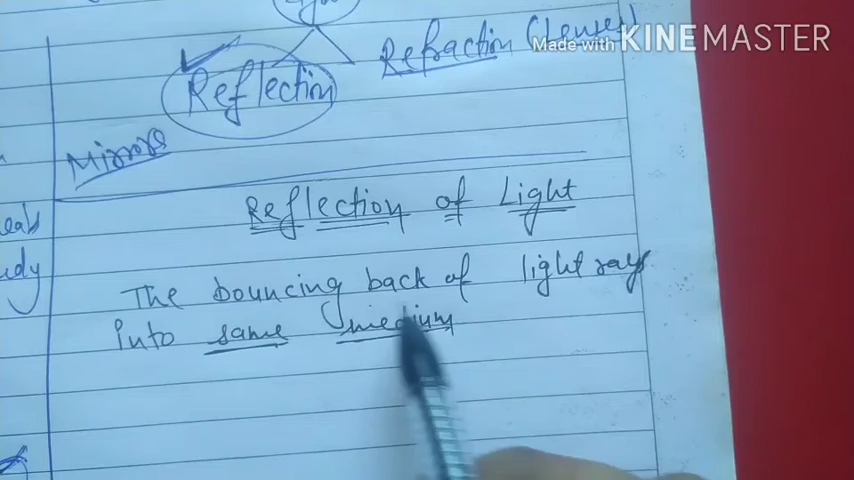 Refraction (Lenses)
Made with KINEMASTER
Reflection
Mirrors
Reflection of Light
The bouncing back of light rays
into same medium